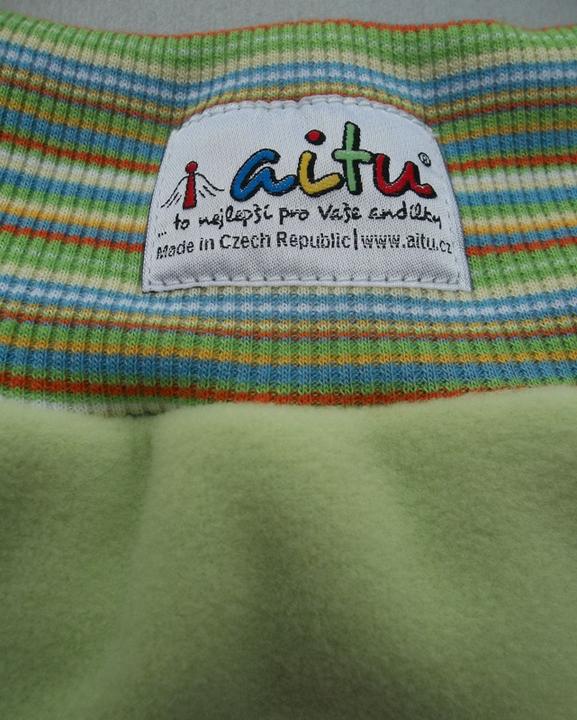 aitu®
... to nejlepší pro Vaše andílky
Made in Czech Republic|www.aitu.cz